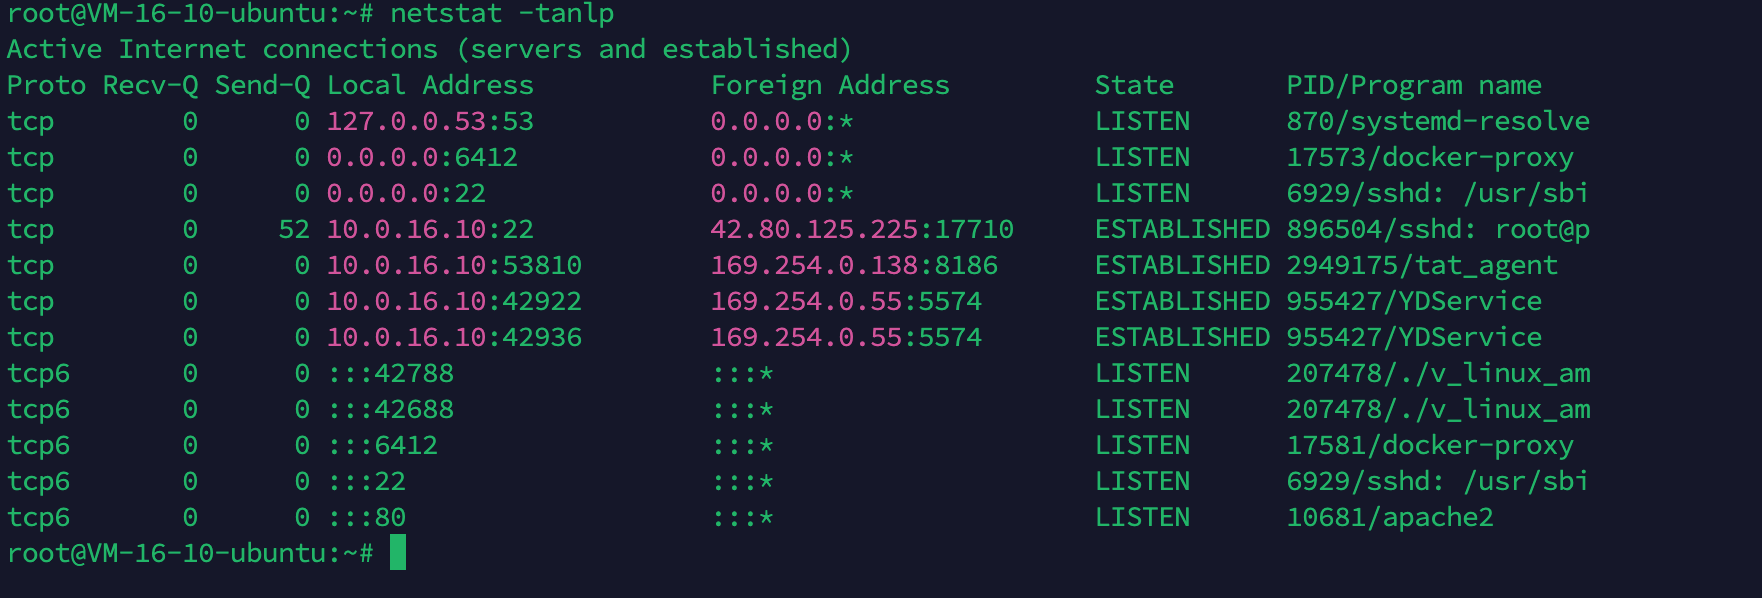 root@VM-16-10-ubuntu:~# netstat -tanlp
Active Internet connections (servers and established)
Proto Recv-Q Send-Q Local Address           Foreign Address         State       PID/Program name
tcp        0      0 127.0.0.53:53           0.0.0.0:*               LISTEN      870/systemd-resolve
tcp        0      0 0.0.0.0:6412            0.0.0.0:*               LISTEN      17573/docker-proxy
tcp        0      0 0.0.0.0:22              0.0.0.0:*               LISTEN      6929/sshd: /usr/sbi
tcp        0     52 10.0.16.10:22           42.80.125.225:17710     ESTABLISHED 896504/sshd: root@p
tcp        0      0 10.0.16.10:53810        169.254.0.138:8186      ESTABLISHED 2949175/tat_agent
tcp        0      0 10.0.16.10:42922        169.254.0.55:5574       ESTABLISHED 955427/YDService
tcp        0      0 10.0.16.10:42936        169.254.0.55:5574       ESTABLISHED 955427/YDService
tcp6       0      0 :::42788                :::*                    LISTEN      207478/./v_linux_am
tcp6       0      0 :::42688                :::*                    LISTEN      207478/./v_linux_am
tcp6       0      0 :::6412                 :::*                    LISTEN      17581/docker-proxy
tcp6       0      0 :::22                   :::*                    LISTEN      6929/sshd: /usr/sbi
tcp6       0      0 :::80                   :::*                    LISTEN      10681/apache2
root@VM-16-10-ubuntu:~#